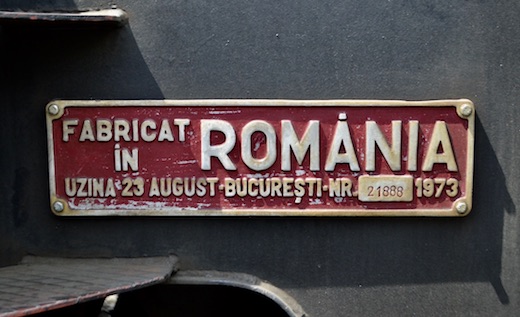 FABRICAT ÎN ROMÂNIA
UZINA·23 AUGUST·BUCUREȘTI·NR. 21888 1973